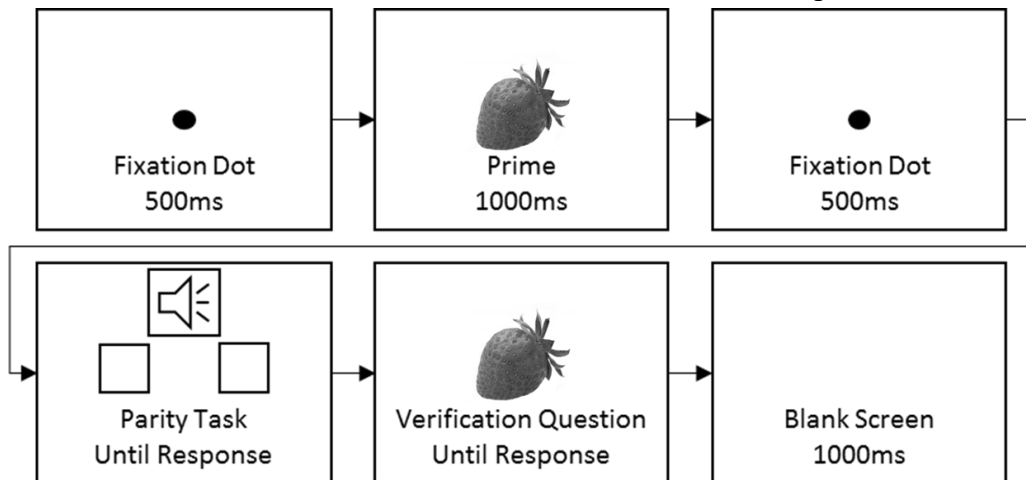 Fixation Dot
500ms
Prime
1000ms
Fixation Dot
500ms
Parity Task
Until Response
Verification Question
Until Response
Blank Screen
1000ms